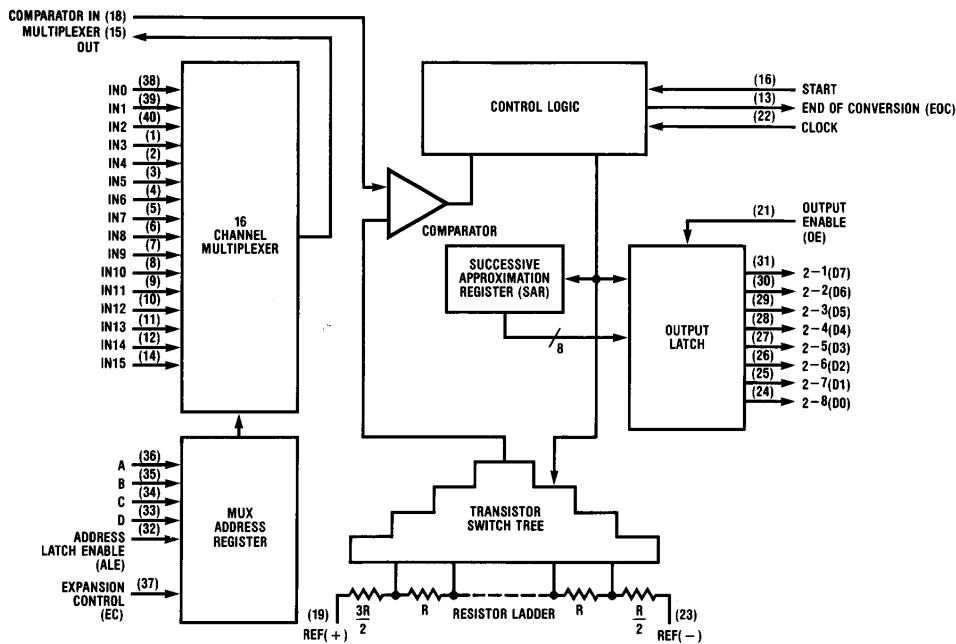 COMPARATOR IN (18)
MULTIPLEXER (15)
OUT
IN0 (38)
IN1 (39)
IN2 (40)
IN3 (1)
IN4 (2)
IN5 (3)
IN6 (4)
IN7 (5)
IN8 (6)
IN9 (7)
IN10 (8)
IN11 (9)
IN12 (10)
IN13 (11)
IN14 (12)
IN15 (14)
16
CHANNEL
MULTIPLEXER
CONTROL LOGIC
(16) START
(13) END OF CONVERSION (EOC)
(22) CLOCK
COMPARATOR
SUCCESSIVE
APPROXIMATION
REGISTER (SAR)
8
(21) OUTPUT
ENABLE
(OE)
OUTPUT
LATCH
(31) 2-1(D7)
(30) 2-2(D6)
(29) 2-3(D5)
(28) 2-4(D4)
(27) 2-5(D3)
(26) 2-6(D2)
(25) 2-7(D1)
(24) 2-8(D0)
A (36)
B (35)
C (34)
D (33)
ADDRESS (32)
LATCH ENABLE
(ALE)
EXPANSION (37)
CONTROL
(EC)
MUX
ADDRESS
REGISTER
TRANSISTOR
SWITCH TREE
(19)
REF(+)
3R
2
R
RESISTOR LADDER
R
R
2
(23)
REF(-)